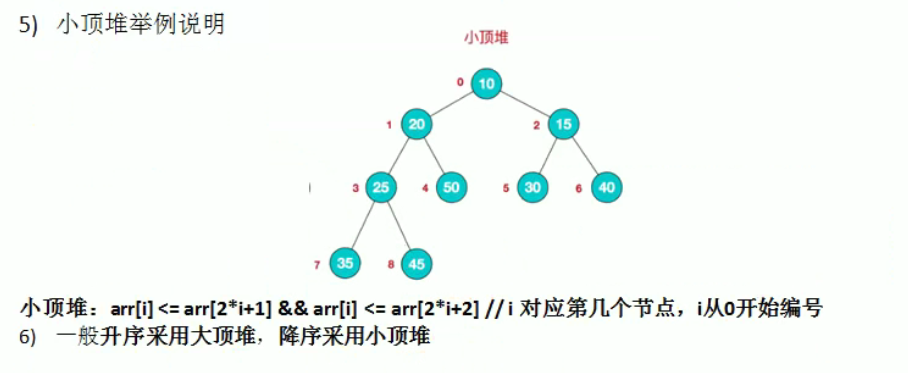 5) 小顶堆举例说明
小顶堆
0 10
1 20 2 15
3 25 4 50 5 30 6 40
7 35 8 45
小顶堆：arr[i] <= arr[2*i+1] && arr[i] <= arr[2*i+2] // i 对应第几个节点，i从0开始编号
6) 一般升序采用大顶堆，降序采用小顶堆